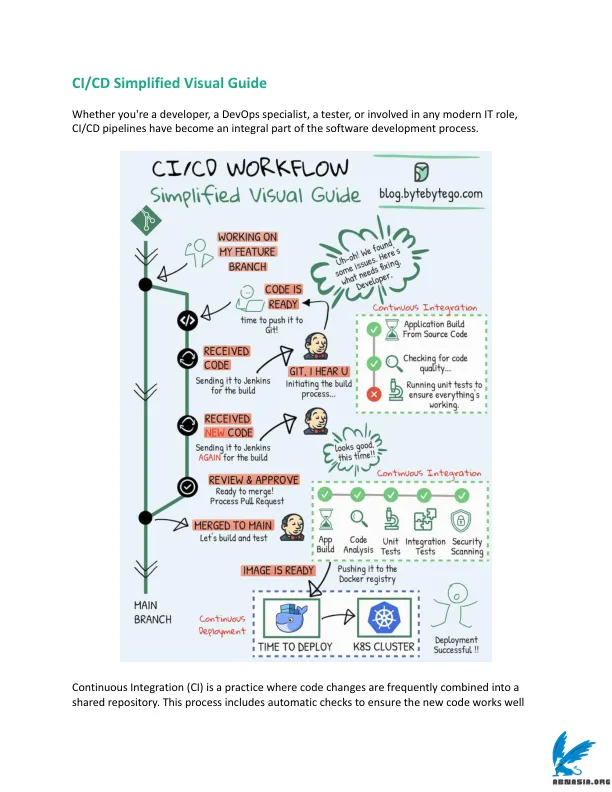 CI/CD Simplified Visual Guide
Whether you're a developer, a DevOps specialist, a tester, or involved in any modern IT role,
CI/CD pipelines have become an integral part of the software development process.
CI/CD WORKFLOW
Simplified Visual Guide
blog.bytebytego.com
WORKING ON
MY FEATURE
BRANCH
Uh-oh! We found,
some issues. Here's
what needs fixing,
Developer.
CODE IS
READY
time to push it to
Git!
Continuous Integration
Application Build
From Source Code
Checking for code
quality...
Running unit tests to
ensure everything's
working.
RECEIVED
CODE
Sending it to Jenkins
for the build
GIT, I HEAR U
Initiating the build
process...
RECEIVED
NEW CODE
Sending it to Jenkins
AGAIN for the build
Looks good,
this time!!
REVIEW & APPROVE
Ready to merge!
Process Pull Request
Continuous Integration
MERGED TO MAIN
Let's build and test
App
Build
Code
Analysis
Unit
Tests
Integration
Tests
Security
Scanning
IMAGE IS READY
Pushing it to the
Docker registry
MAIN
BRANCH
Continuous
Deployment
TIME TO DEPLOY
K8S CLUSTER
Deployment
Successful !!
Continuous Integration (CI) is a practice where code changes are frequently combined into a
shared repository. This process includes automatic checks to ensure the new code works well
ABNASIA.ORG